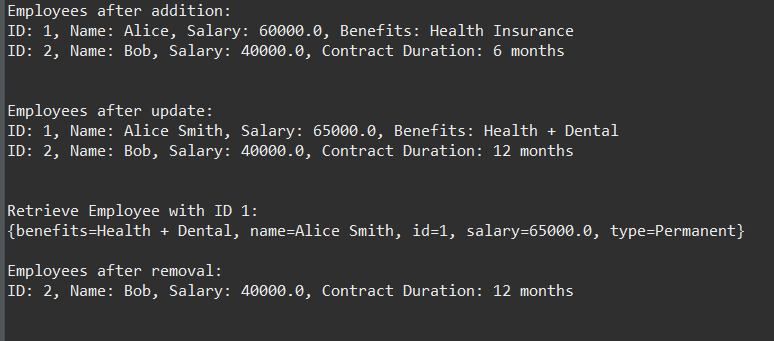 Employees after addition:
ID: 1, Name: Alice, Salary: 60000.0, Benefits: Health Insurance
ID: 2, Name: Bob, Salary: 40000.0, Contract Duration: 6 months
Employees after update:
ID: 1, Name: Alice Smith, Salary: 65000.0, Benefits: Health + Dental
ID: 2, Name: Bob, Salary: 40000.0, Contract Duration: 12 months
Retrieve Employee with ID 1:
{benefits=Health + Dental, name=Alice Smith, id=1, salary=65000.0, type=Permanent}
Employees after removal:
ID: 2, Name: Bob, Salary: 40000.0, Contract Duration: 12 months